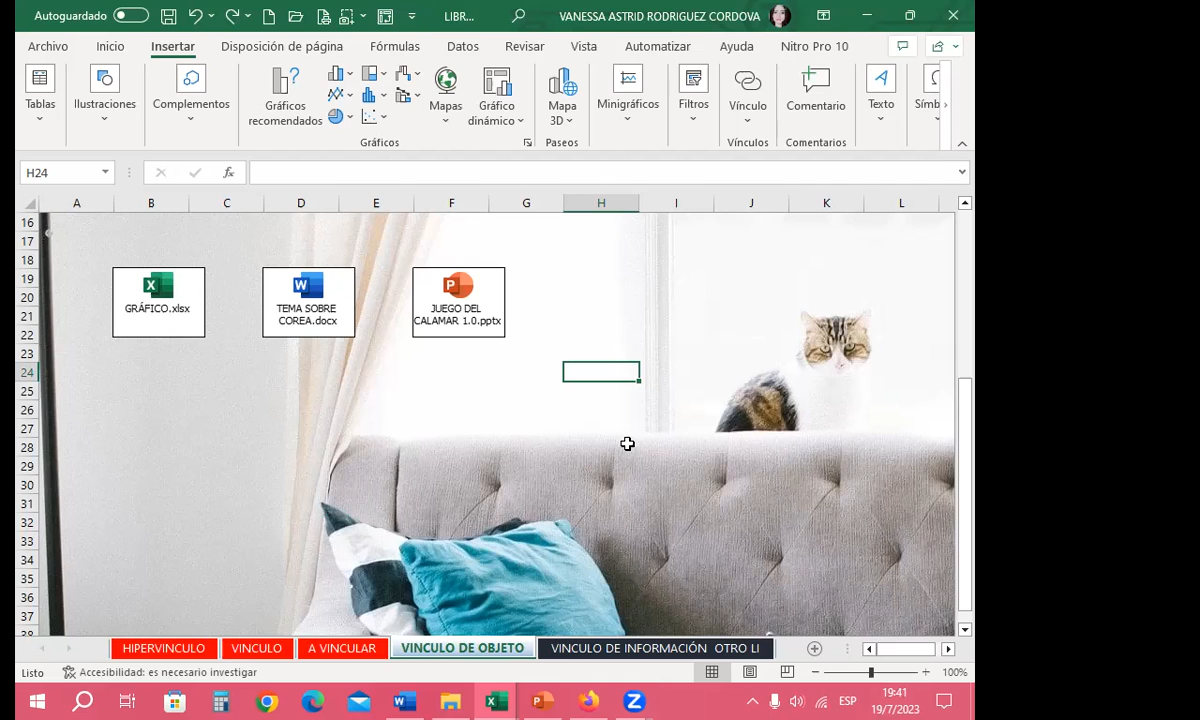 Autoguardado
LIBR...
VANESSA ASTRID RODRIGUEZ CORDOVA
Archivo
Inicio
Insertar
Disposición de página
Fórmulas
Datos
Revisar
Vista
Automatizar
Ayuda
Nitro Pro 10
Tablas
Ilustraciones
Complementos
Gráficos
recomendados
Mapas
Gráfico
dinámico
Mapa
3D
Minigráficos
Filtros
Vínculo
Comentario
Texto
Símb
Gráficos
Paseos
Vínculos
Comentarios
H24
fx
A B C D E F G H I J K L
16
17
18
19
20
21
22
23
24
25
26
27
28
29
30
31
32
33
34
35
36
37
38
GRÁFICO.xlsx
TEMA SOBRE
COREA.docx
JUEGO DEL
CALAMAR 1.0.pptx
HIPERVINCULO
VINCULO
A VINCULAR
VINCULO DE OBJETO
VINCULO DE INFORMACIÓN OTRO LI
Listo
Accesibilidad: es necesario investigar
100%
ESP
19:41
19/7/2023